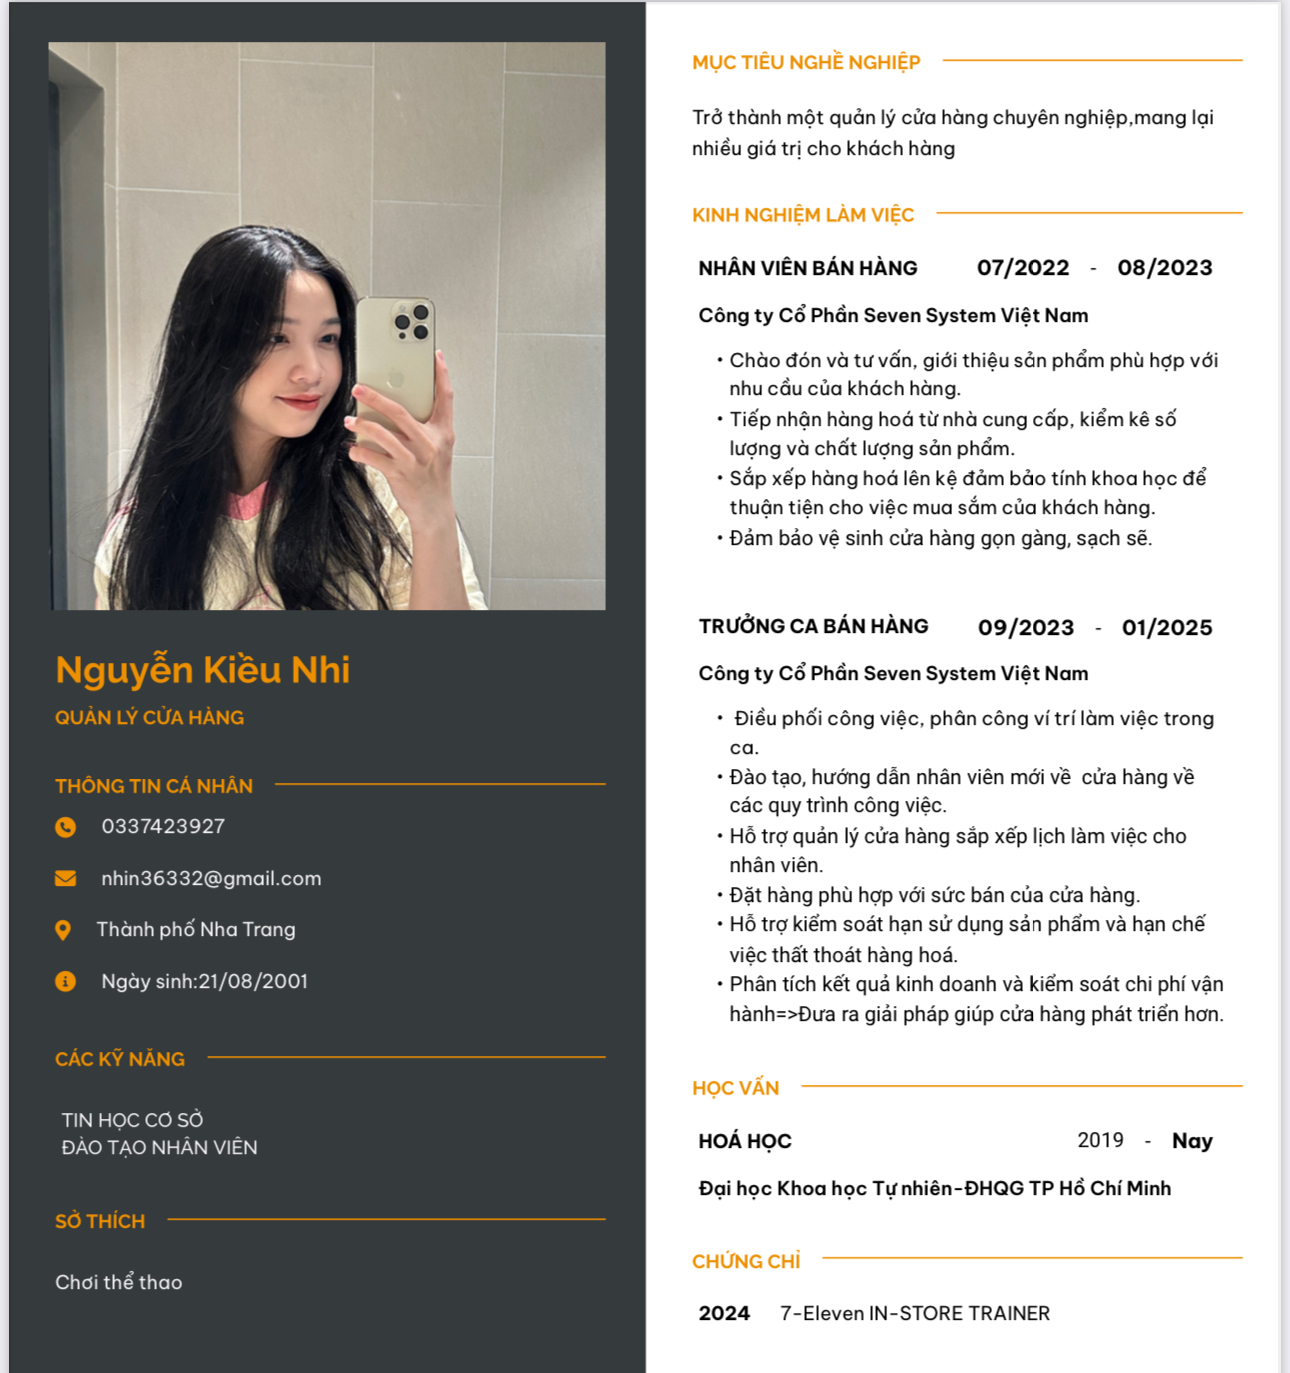 Nguyễn Kiều Nhi
QUẢN LÝ CỬA HÀNG
THÔNG TIN CÁ NHÂN
0337423927
nhin36332@gmail.com
Thành phố Nha Trang
Ngày sinh:21/08/2001
CÁC KỸ NĂNG
TIN HỌC CƠ SỞ
ĐÀO TẠO NHÂN VIÊN
SỞ THÍCH
Chơi thể thao
MỤC TIÊU NGHỀ NGHIỆP
Trở thành một quản lý cửa hàng chuyên nghiệp,mang lại
nhiều giá trị cho khách hàng
KINH NGHIỆM LÀM VIỆC
NHÂN VIÊN BÁN HÀNG 07/2022 - 08/2023
Công ty Cổ Phần Seven System Việt Nam
• Chào đón và tư vấn, giới thiệu sản phẩm phù hợp với
nhu cầu của khách hàng.
• Tiếp nhận hàng hoá từ nhà cung cấp, kiểm kê số
lượng và chất lượng sản phẩm.
• Sắp xếp hàng hoá lên kệ đảm bảo tính khoa học để
thuận tiện cho việc mua sắm của khách hàng.
• Đảm bảo vệ sinh cửa hàng gọn gàng, sạch sẽ.
TRƯỞNG CA BÁN HÀNG 09/2023 - 01/2025
Công ty Cổ Phần Seven System Việt Nam
• Điều phối công việc, phân công ví trí làm việc trong
ca.
• Đào tạo, hướng dẫn nhân viên mới về cửa hàng về
các quy trình công việc.
• Hỗ trợ quản lý cửa hàng sắp xếp lịch làm việc cho
nhân viên.
• Đặt hàng phù hợp với sức bán của cửa hàng.
• Hỗ trợ kiểm soát hạn sử dụng sản phẩm và hạn chế
việc thất thoát hàng hoá.
• Phân tích kết quả kinh doanh và kiểm soát chi phí vận
hành=>Đưa ra giải pháp giúp cửa hàng phát triển hơn.
HỌC VẤN
HOÁ HỌC 2019 - Nay
Đại học Khoa học Tự nhiên-ĐHQG TP Hồ Chí Minh
CHỨNG CHỈ
2024 7-Eleven IN-STORE TRAINER